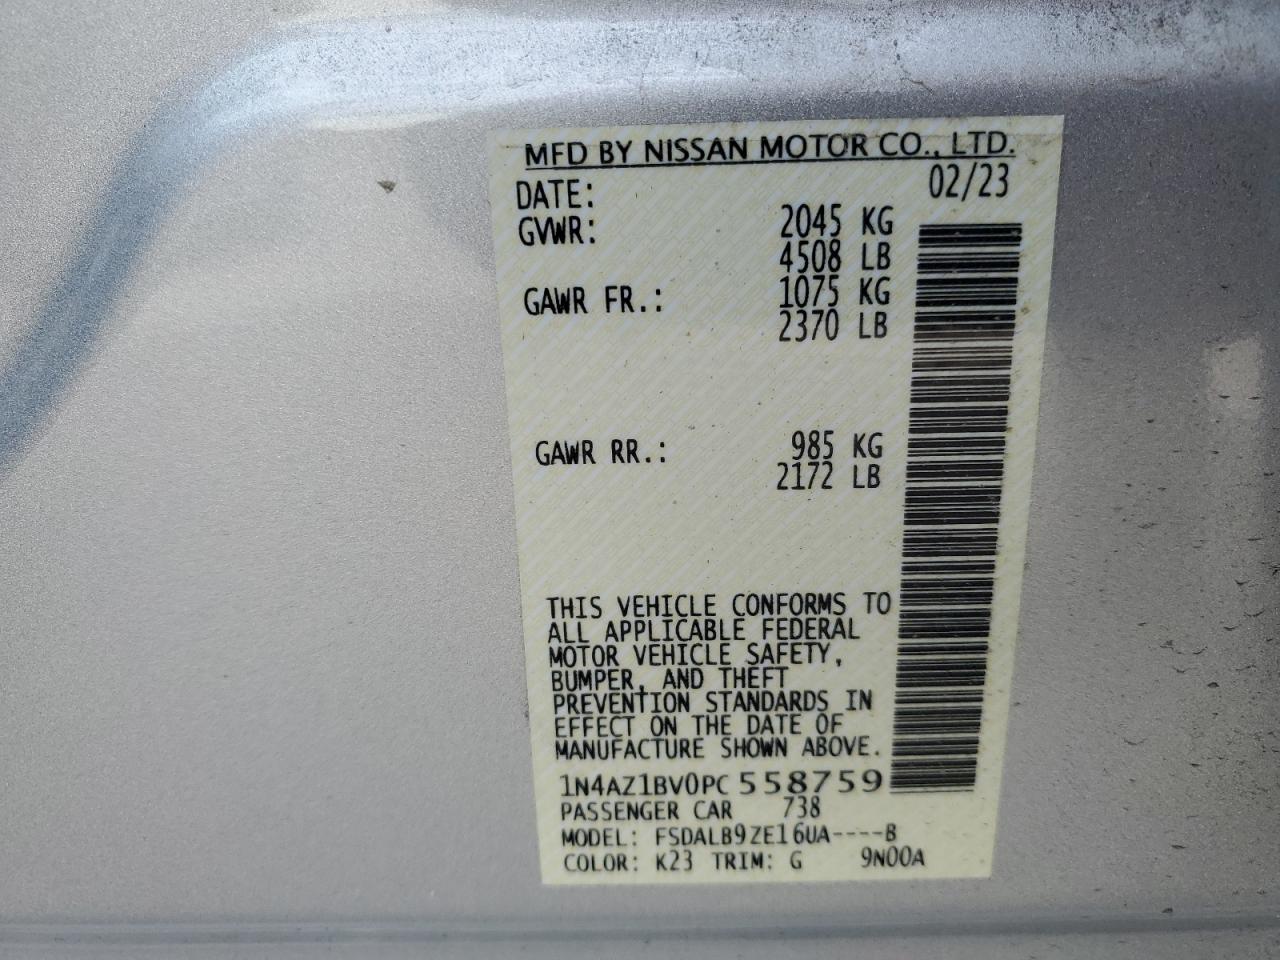 MFD BY NISSAN MOTOR CO., LTD.
DATE: 02/23
GVWR: 2045 KG
4508 LB
GAWR FR.: 1075 KG
2370 LB
GAWR RR.: 985 KG
2172 LB
THIS VEHICLE CONFORMS TO
ALL APPLICABLE FEDERAL
MOTOR VEHICLE SAFETY,
BUMPER, AND THEFT
PREVENTION STANDARDS IN
EFFECT ON THE DATE OF
MANUFACTURE SHOWN ABOVE.
1N4AZ1BV0PC558759
PASSENGER CAR 738
MODEL: FSDALB9ZE16UA----B
COLOR: K23 TRIM: G 9N00A